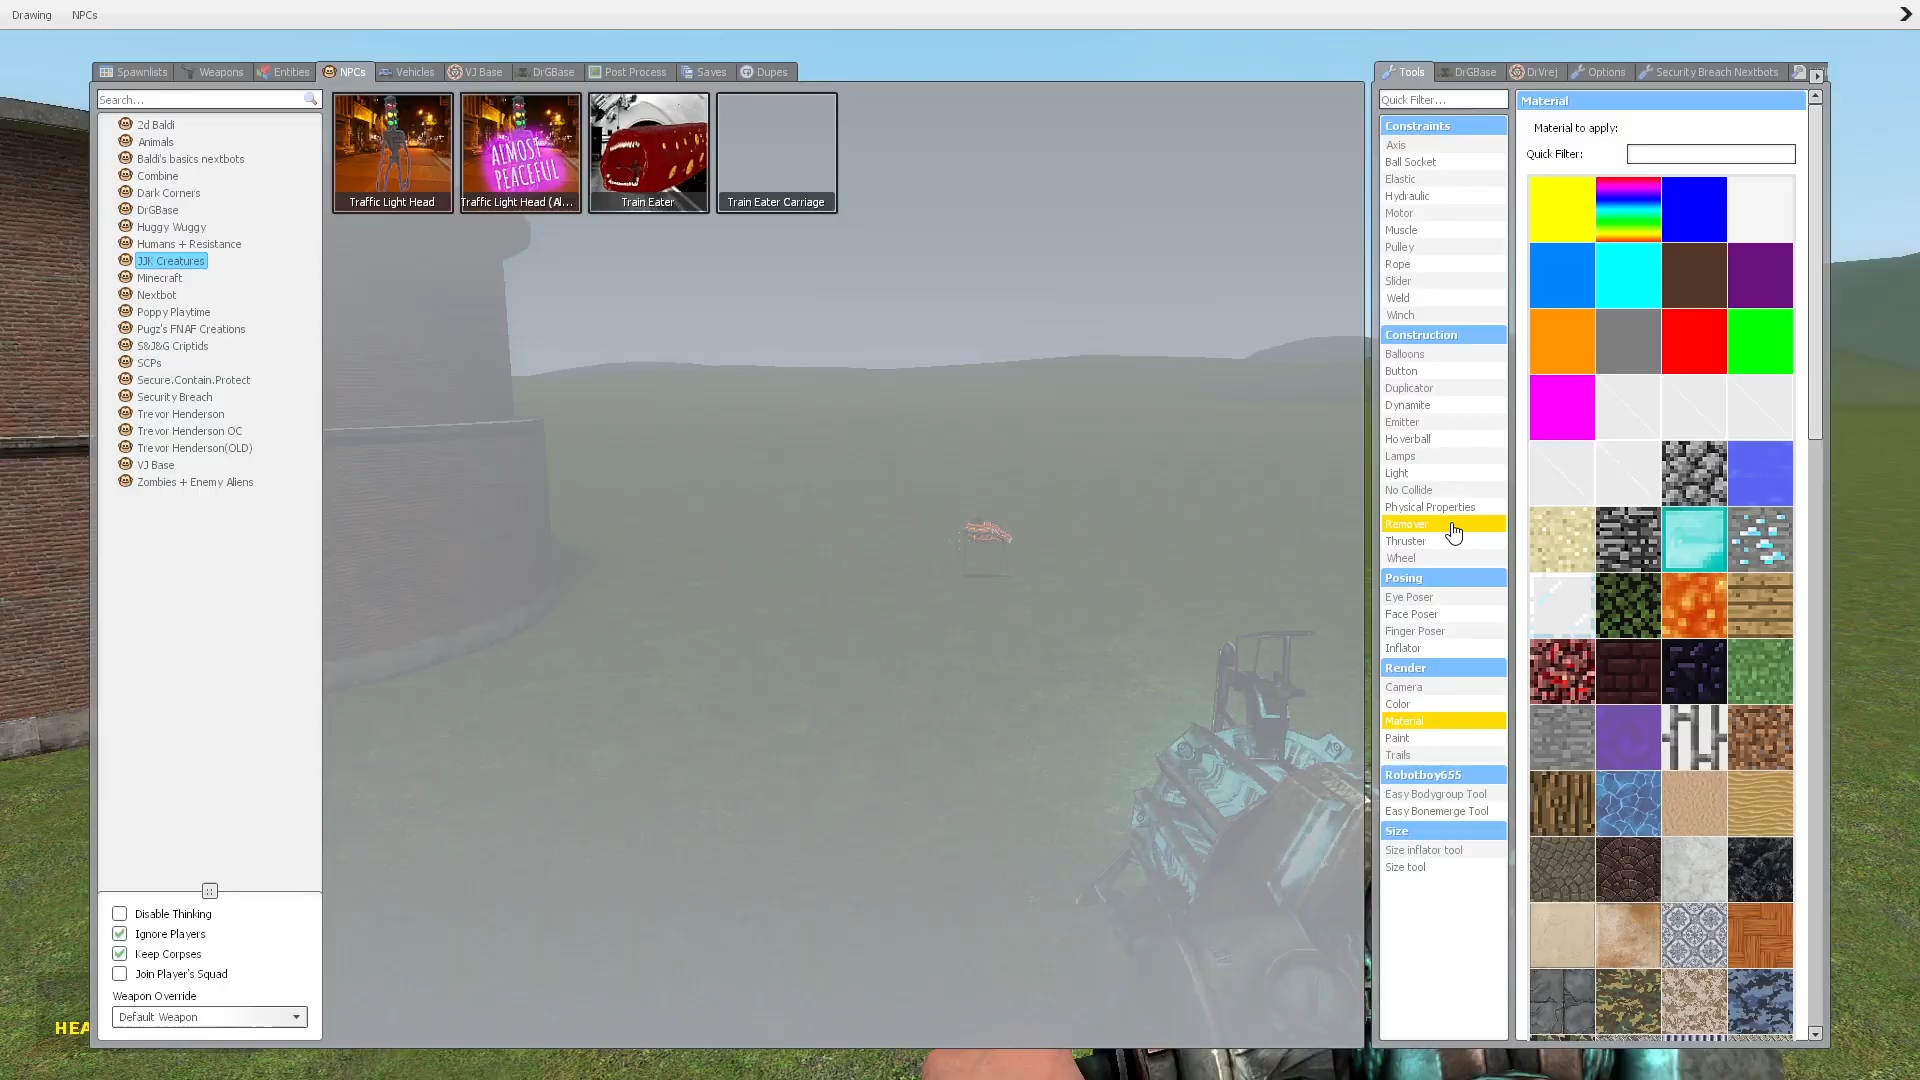 Drawing NPCs
Spawnlists Weapons Entities NPCs Vehicles VJ Base DrGBase Post Process Saves Dupes
Tools DrGBase DrVrej Options Security Breach Nextbots
Search...
2d Baldi
Animals
Baldi's basics nextbots
Combine
Dark Corners
DrGBase
Huggy Wuggy
Humans + Resistance
JJK Creatures
Minecraft
Nextbot
Poppy Playtime
Pugz's FNAF Creations
S&J&G Criptids
SCPs
Secure.Contain.Protect
Security Breach
Trevor Henderson
Trevor Henderson OC
Trevor Henderson(OLD)
VJ Base
Zombies + Enemy Aliens
Disable Thinking
Ignore Players
Keep Corpses
Join Player's Squad
Weapon Override
Default Weapon
HEA
ALMOST
PEACEFUL
Traffic Light Head
Traffic Light Head (Al...
Train Eater
Train Eater Carriage
Quick Filter...
Constraints
Axis
Ball Socket
Elastic
Hydraulic
Motor
Muscle
Pulley
Rope
Slider
Weld
Winch
Construction
Balloons
Button
Duplicator
Dynamite
Emitter
Hoverball
Lamps
Light
No Collide
Physical Properties
Remover
Thruster
Wheel
Posing
Eye Poser
Face Poser
Finger Poser
Inflator
Render
Camera
Color
Material
Paint
Trails
Robotboy655
Easy Bodygroup Tool
Easy Bonemerge Tool
Size
Size inflator tool
Size tool
Material
Material to apply:
Quick Filter: